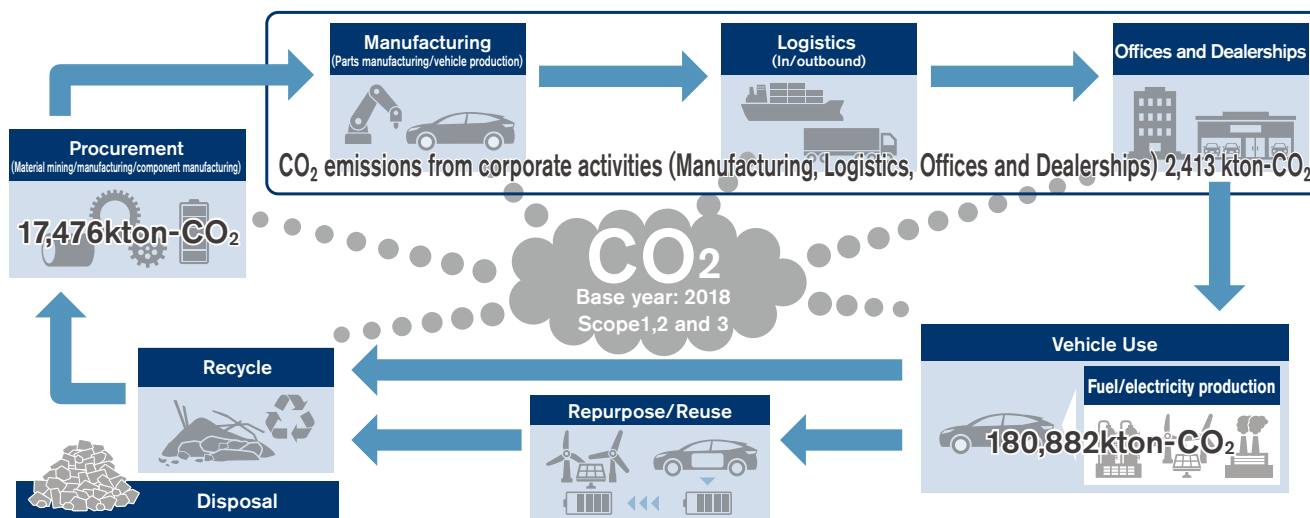 Manufacturing
(Parts manufacturing/vehicle production)
Logistics
(In/outbound)
Offices and Dealerships
CO₂ emissions from corporate activities (Manufacturing, Logistics, Offices and Dealerships) 2,413 kton-CO₂
Procurement
(Material mining/manufacturing/component manufacturing)
17,476kton-CO₂
CO₂
Base year: 2018
Scope1,2 and 3
Vehicle Use
Fuel/electricity production
180,882kton-CO₂
Recycle
Repurpose/Reuse
Disposal